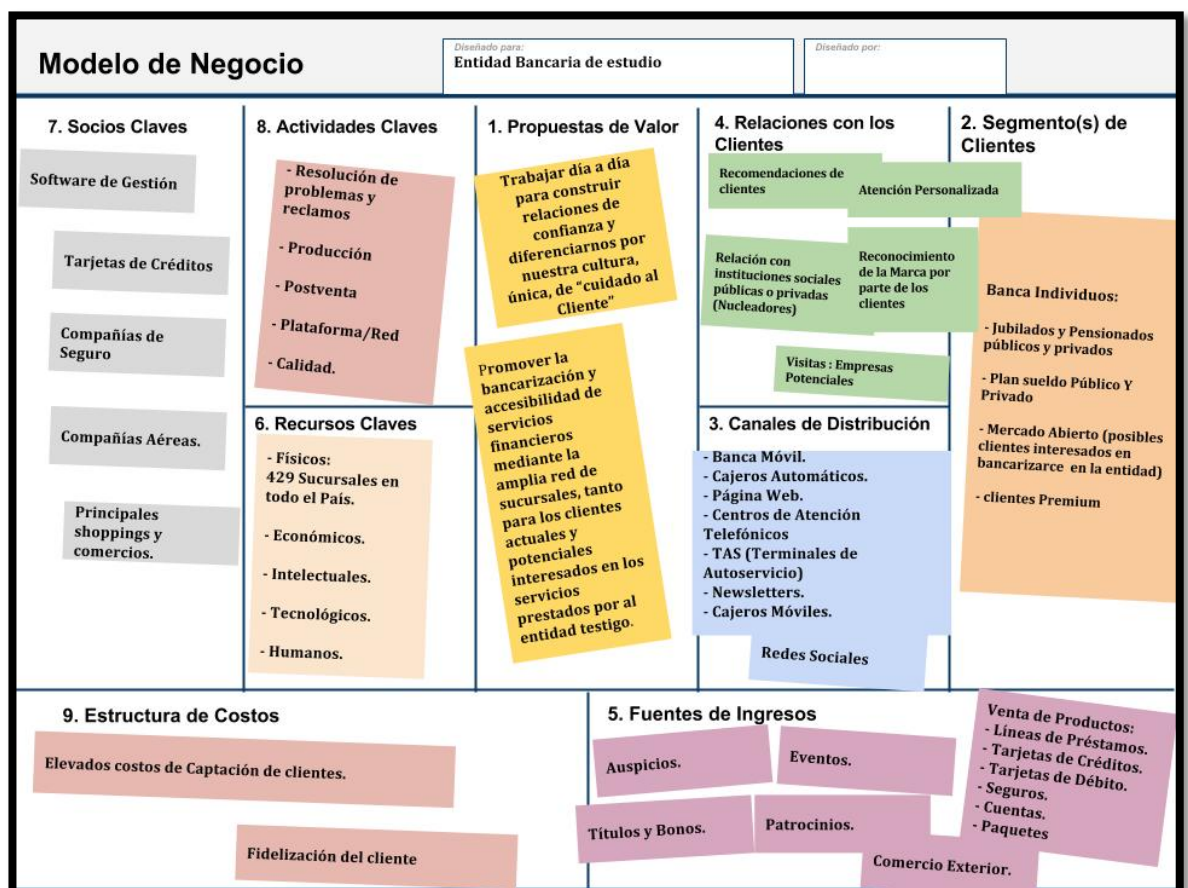 Modelo de Negocio
Diseñado para:
Entidad Bancaria de estudio
Diseñado por:
7. Socios Claves
Software de Gestión
Tarjetas de Créditos
Compañías de
Seguro
Compañías Aéreas.
Principales
shoppings y
comercios.
8. Actividades Claves
- Resolución de
problemas y
reclamos
- Producción
- Postventa
- Plataforma/Red
- Calidad.
6. Recursos Claves
- Físicos:
429 Sucursales en
todo el País.
- Económicos.
- Intelectuales.
- Tecnológicos.
- Humanos.
1. Propuestas de Valor
Trabajar día a día
para construir
relaciones de
confianza y
diferenciarnos por
nuestra cultura,
única, de "cuidado al
Cliente"
Promover la
bancarización y
accesibilidad de
servicios
financieros
mediante la
amplia red de
sucursales, tanto
para los clientes
actuales y
potenciales
interesados en los
servicios
prestados por al
entidad testigo.
4. Relaciones con los
Clientes
Recomendaciones de
clientes
Atención Personalizada
Relación con
instituciones sociales
públicas o privadas
(Nucleadores)
Reconocimiento
de la Marca por
parte de los
clientes
Visitas : Empresas
Potenciales
3. Canales de Distribución
- Banca Móvil.
- Cajeros Automáticos.
- Página Web.
- Centros de Atención
Telefónicos
- TAS (Terminales de
Autoservicio)
- Newsletters.
- Cajeros Móviles.
Redes Sociales
2. Segmento(s) de
Clientes
Banca Individuos:
- Jubilados y Pensionados
públicos y privados
- Plan sueldo Público Y
Privado
- Mercado Abierto (posibles
clientes interesados en
bancarizarce en la entidad)
- clientes Premium
9. Estructura de Costos
Elevados costos de Captación de clientes.
Fidelización del cliente
5. Fuentes de Ingresos
Auspicios.
Eventos.
Títulos y Bonos.
Patrocinios.
Comercio Exterior.
Venta de Productos:
- Líneas de Préstamos.
- Tarjetas de Créditos.
- Tarjetas de Débito.
- Seguros.
- Cuentas.
- Paquetes